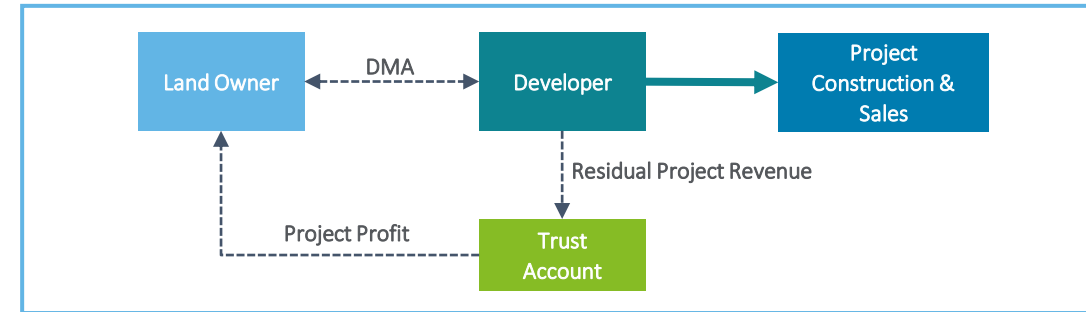 Land Owner
DMA
Developer
Project
Construction &
Sales
Residual Project Revenue
Project Profit
Trust
Account